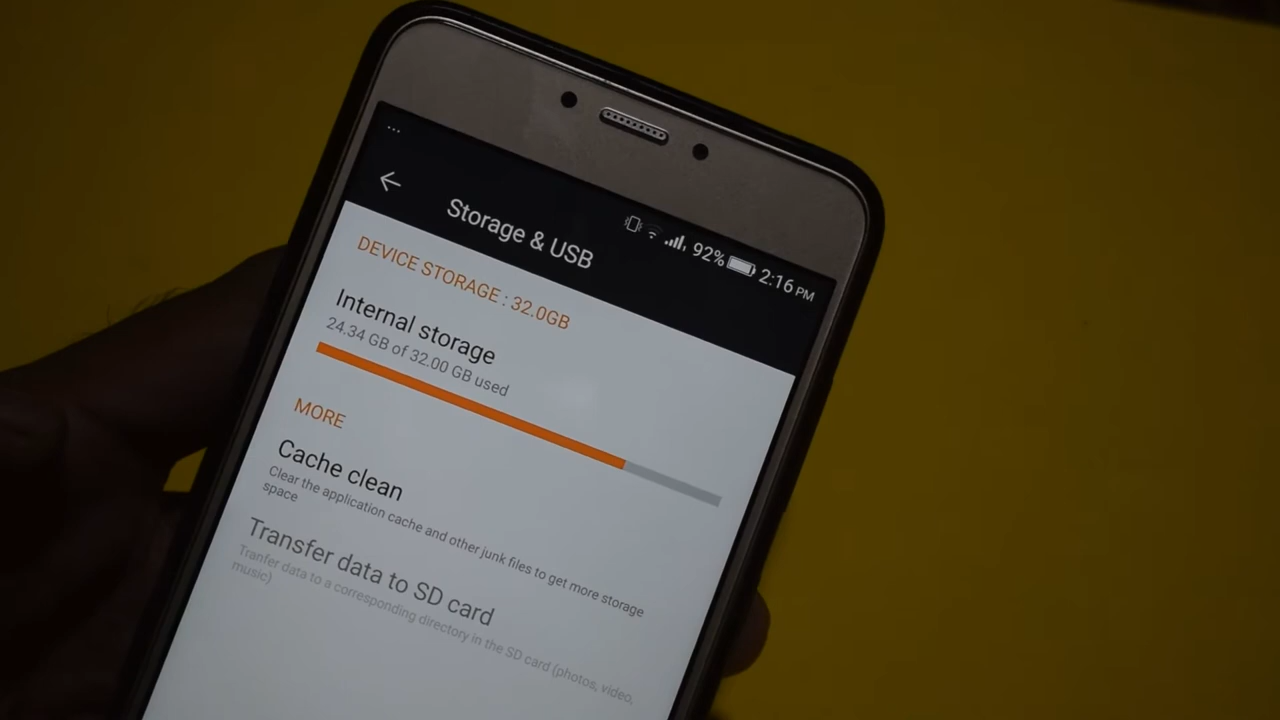 ...
92% 2:16 PM
Storage & USB
DEVICE STORAGE : 32.0GB
Internal storage
24.34 GB of 32.00 GB used
MORE
Cache clean
Clear the application cache and other junk files to get more storage
space
Transfer data to SD card
Tranfer data to a corresponding directory in the SD card (photos, video,
music)